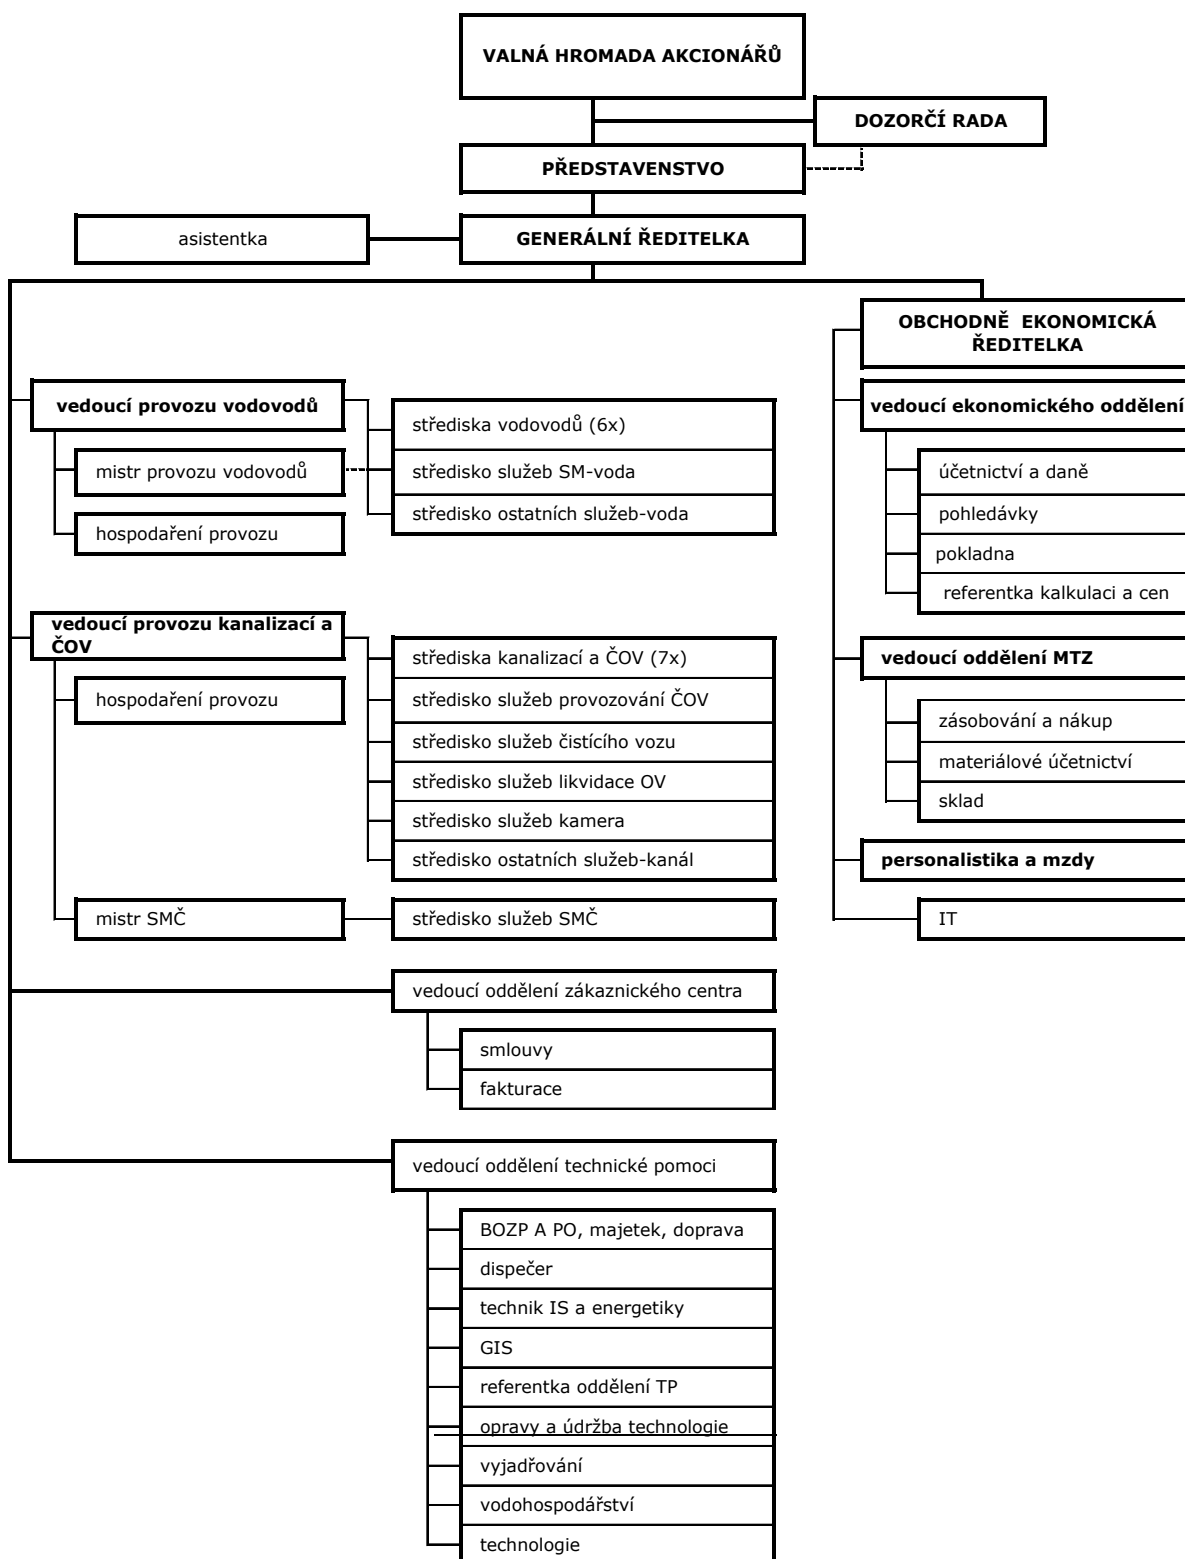 VALNÁ HROMADA AKCIONÁŘŮ
DOZORČÍ RADA
PŘEDSTAVENSTVO
asistentka
GENERÁLNÍ ŘEDITELKA
OBCHODNĚ EKONOMICKÁ
ŘEDITELKA
vedoucí provozu vodovodů
střediska vodovodů (6x)
mistr provozu vodovodů
středisko služeb SM-voda
středisko ostatních služeb-voda
hospodaření provozu
vedoucí ekonomického oddělení
účetnictví a daně
pohledávky
pokladna
referentka kalkulaci a cen
vedoucí provozu kanalizací a
ČOV
střediska kanalizací a ČOV (7x)
hospodaření provozu
středisko služeb provozování ČOV
středisko služeb čistícího vozu
středisko služeb likvidace OV
středisko služeb kamera
středisko ostatních služeb-kanál
mistr SMČ
středisko služeb SMČ
vedoucí oddělení MTZ
zásobování a nákup
materiálové účetnictví
sklad
personalistika a mzdy
IT
vedoucí oddělení zákaznického centra
smlouvy
fakturace
vedoucí oddělení technické pomoci
BOZP A PO, majetek, doprava
dispečer
technik IS a energetiky
GIS
referentka oddělení TP
opravy a údržba technologie
vyjadřování
vodohospodářství
technologie